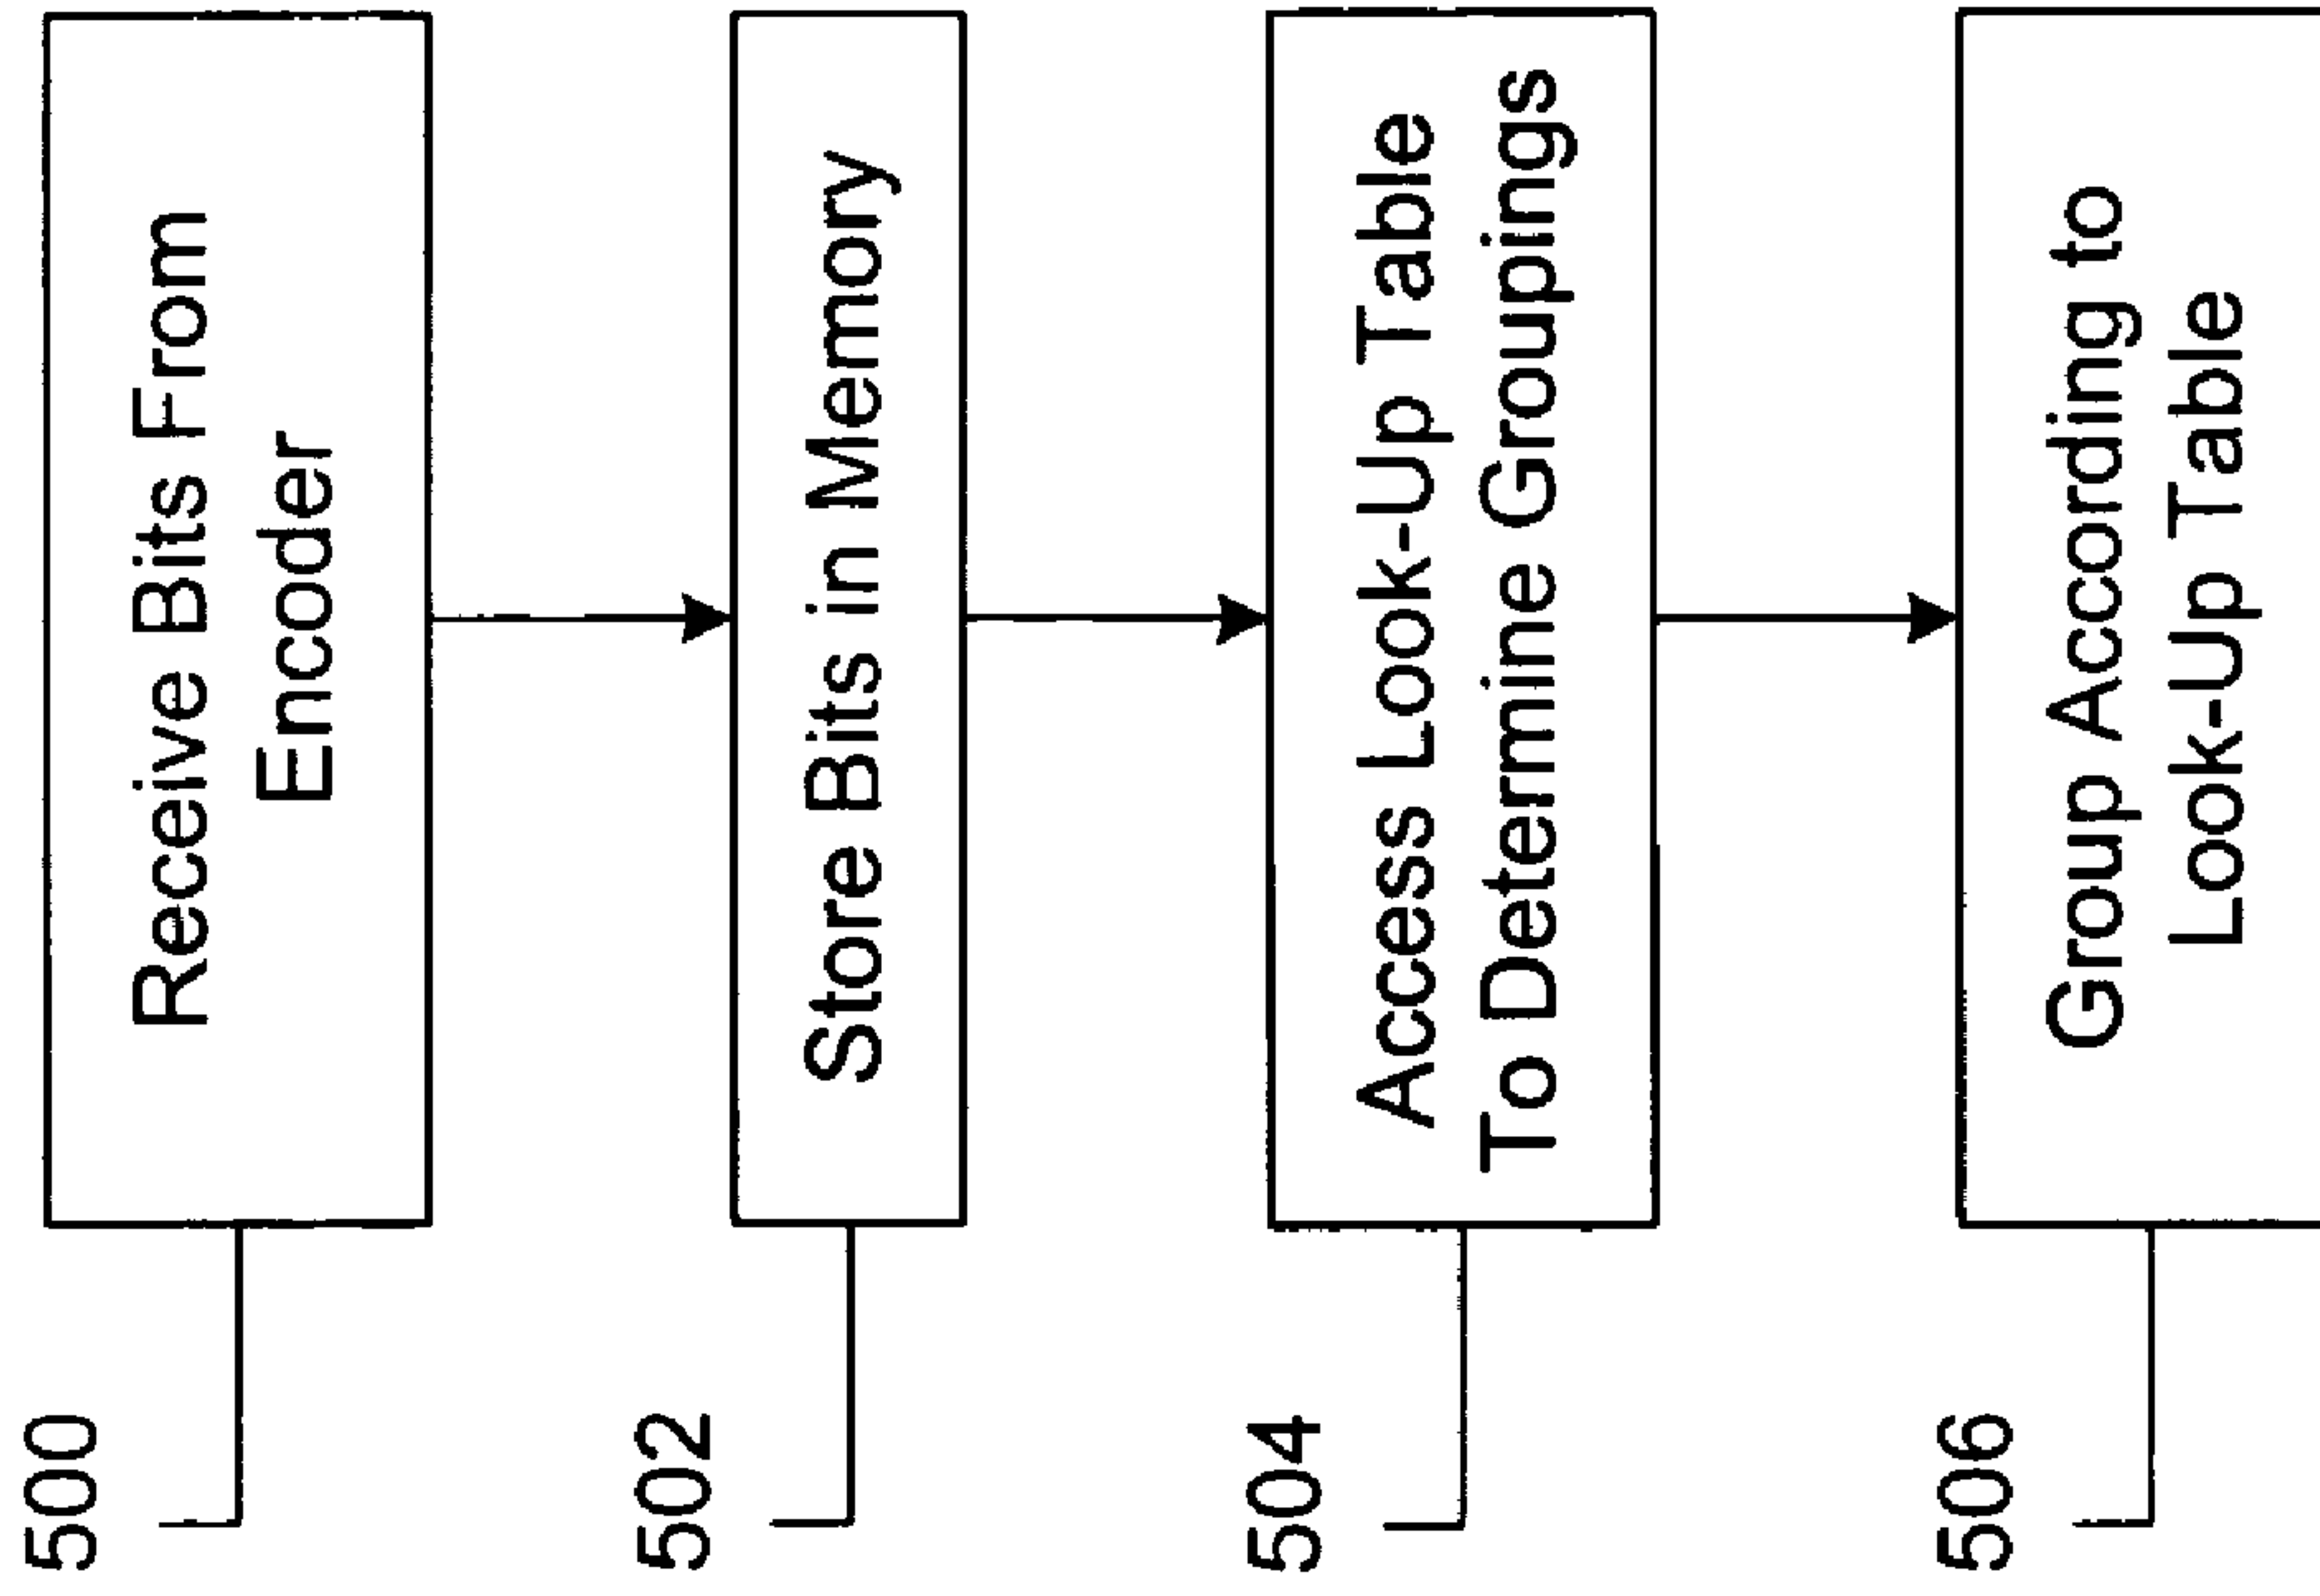 500
Receive Bits From
Encoder
502
Store Bits in Memory
504
Access Look-Up Table
To Determine Groupings
506
Group According to
Look-Up Table